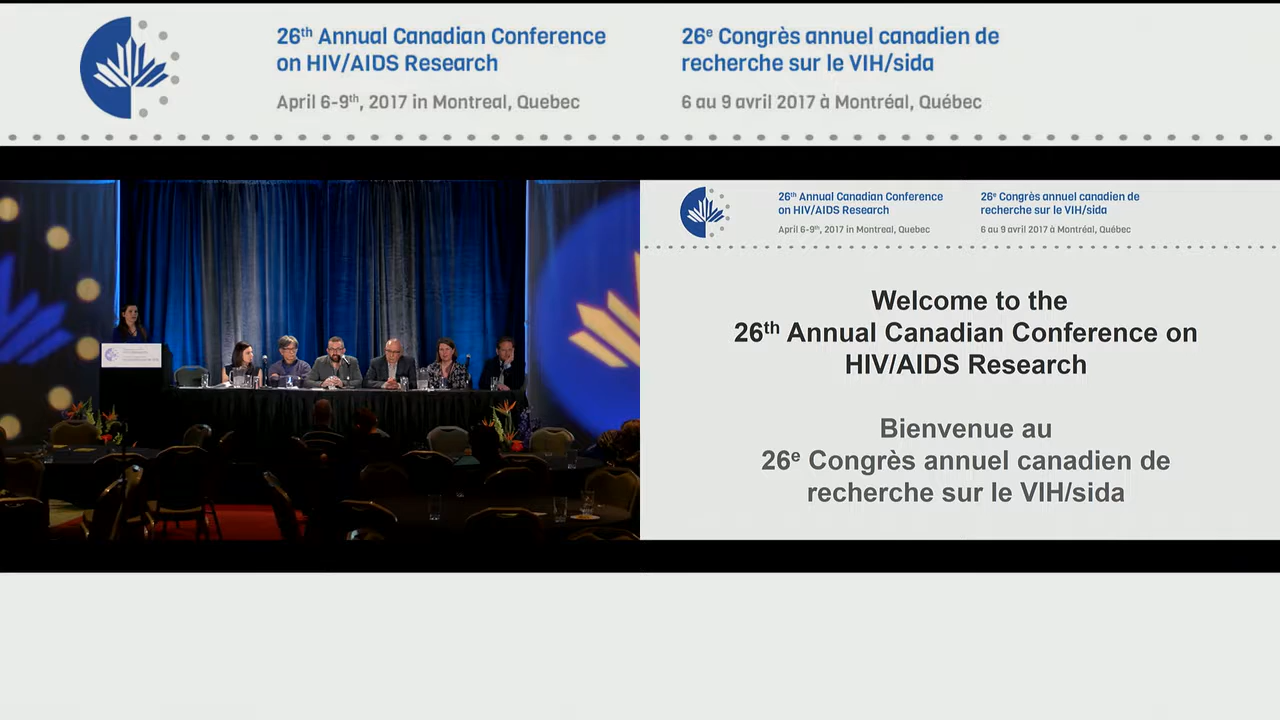 26th Annual Canadian Conference
on HIV/AIDS Research
April 6-9th, 2017 in Montreal, Quebec
26e Congrès annuel canadien de
recherche sur le VIH/sida
6 au 9 avril 2017 à Montréal, Québec
26th Annual Canadian Conference
on HIV/AIDS Research
April 6-9th, 2017 in Montreal, Quebec
26e Congrès annuel canadien de
recherche sur le VIH/sida
6 au 9 avril 2017 à Montréal, Québec
Welcome to the
26th Annual Canadian Conference on
HIV/AIDS Research
Bienvenue au
26e Congrès annuel canadien de
recherche sur le VIH/sida